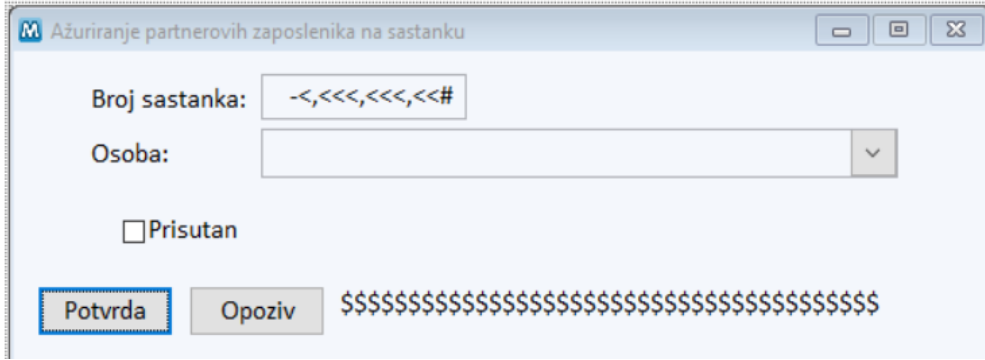 M Ažuriranje partnerovih zaposlenika na sastanku
Broj sastanka: -<,<<<,<<<,<<#
Osoba:
Prisutan
Potvrda Opoziv $$$$$$$$$$$$$$$$$$$$$$$$$$$$$$$$$$$$$$$$